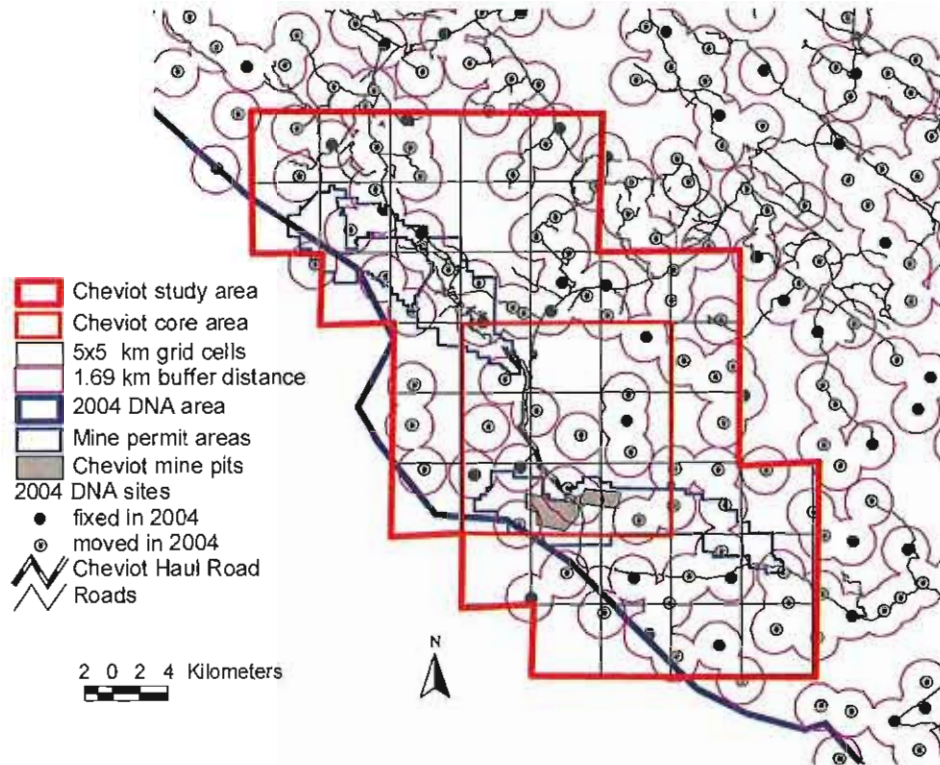 Cheviot study area
Cheviot core area
5x5 km grid cells
1.69 km buffer distance
2004 DNA area
Mine permit areas
Cheviot mine pits
2004 DNA sites
fixed in 2004
moved in 2004
Cheviot Haul Road
Roads
2 0 2 4 Kilometers
N